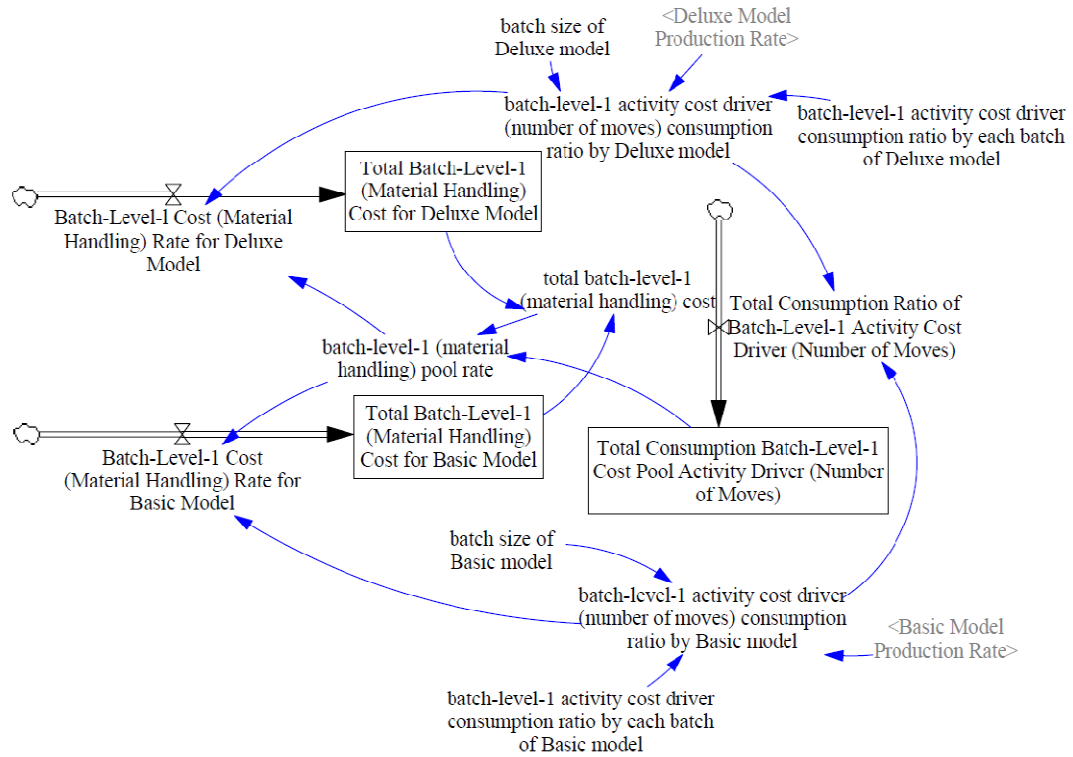 batch size of
Deluxe model
<Deluxe Model
Production Rate>
batch-level-1 activity cost driver
(number of moves) consumption
ratio by Deluxe model
batch-level-1 activity cost driver
consumption ratio by each batch
of Deluxe model
Total Batch-Level-1
(Material Handling)
Cost for Deluxe Model
Batch-Level-1 Cost (Material
Handling) Rate for Deluxe
Model
total batch-level-1
(material handling) cost
Total Consumption Ratio of
Batch-Level-1 Activity Cost
Driver (Number of Moves)
batch-level-1 (material
handling) pool rate
Total Batch-Level-1
(Material Handling)
Cost for Basic Model
Total Consumption Batch-Level-1
Cost Pool Activity Driver (Number
of Moves)
Batch-Level-1 Cost
(Material Handling) Rate for
Basic Model
batch size of
Basic model
batch-level-1 activity cost driver
(number of moves) consumption
ratio by Basic model
<Basic Model
Production Rate>
batch-level-1 activity cost driver
consumption ratio by each batch
of Basic model